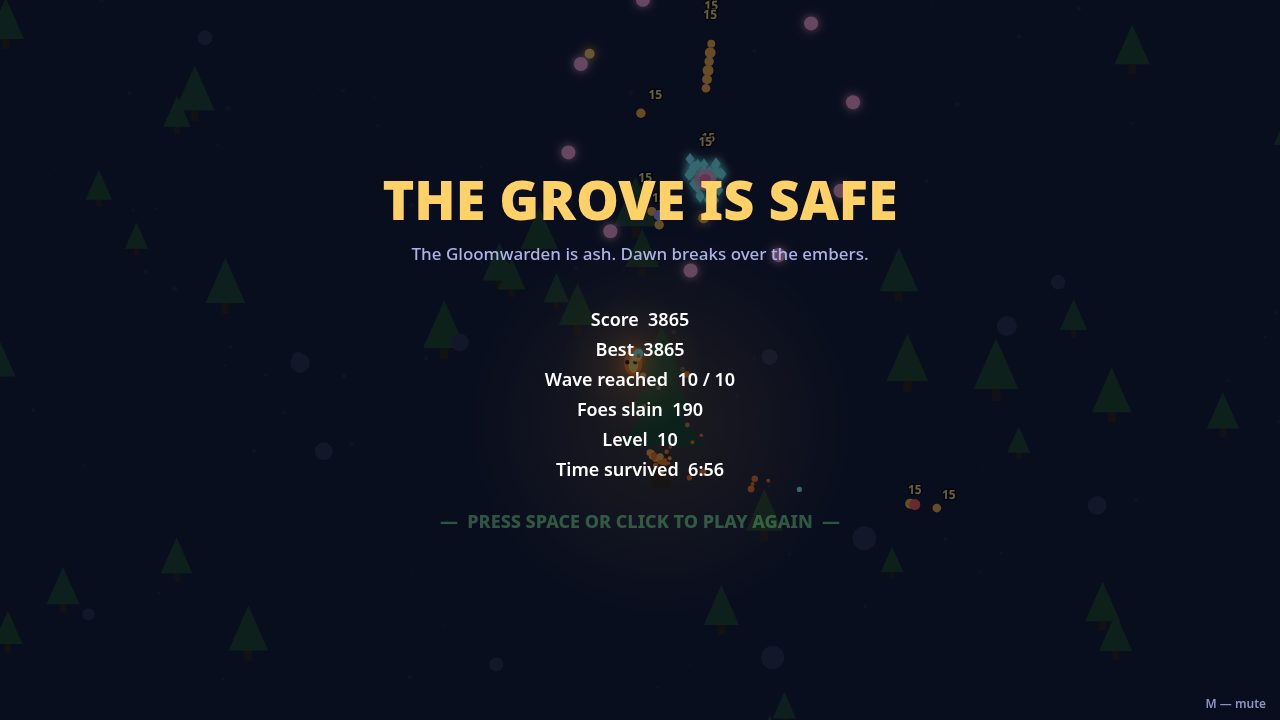 15
15
15
15
15
15
THE GROVE IS SAFE
The Gloomwarden is ash. Dawn breaks over the embers.
Score 3865
Best 3865
Wave reached 10 / 10
Foes slain 190
Level 10
Time survived 6:56
15 15
— PRESS SPACE OR CLICK TO PLAY AGAIN —
M — mute